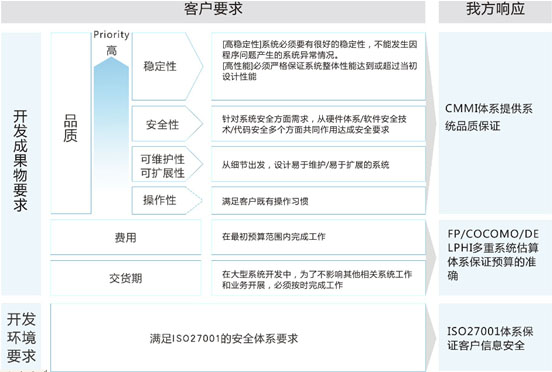 客户要求
我方响应
开发成果物要求
品质
Priority
高
稳定性
[高稳定性]系统必须要有很好的稳定性，不能发生因
程序问题产生的系统异常情况。
[高性能]必须严格保证系统整体性能达到或超过当初
设计性能
安全性
针对系统安全方面需求，从硬件体系/软件安全技
术/代码安全多个方面共同作用达成安全要求
可维护性
可扩展性
从细节出发，设计易于维护/易于扩展的系统
操作性
满足客户既有操作习惯
CMMI体系提供系
统品质保证
费用
在最初预算范围内完成工作
交货期
在大型系统开发中，为了不影响其他相关系统工作
和业务开展，必须按时完成工作
FP/COCOMO/DE
LPHI多重系统估算
体系保证预算的准
确
开发
环境
要求
满足ISO27001的安全体系要求
ISO27001体系保
证客户信息安全